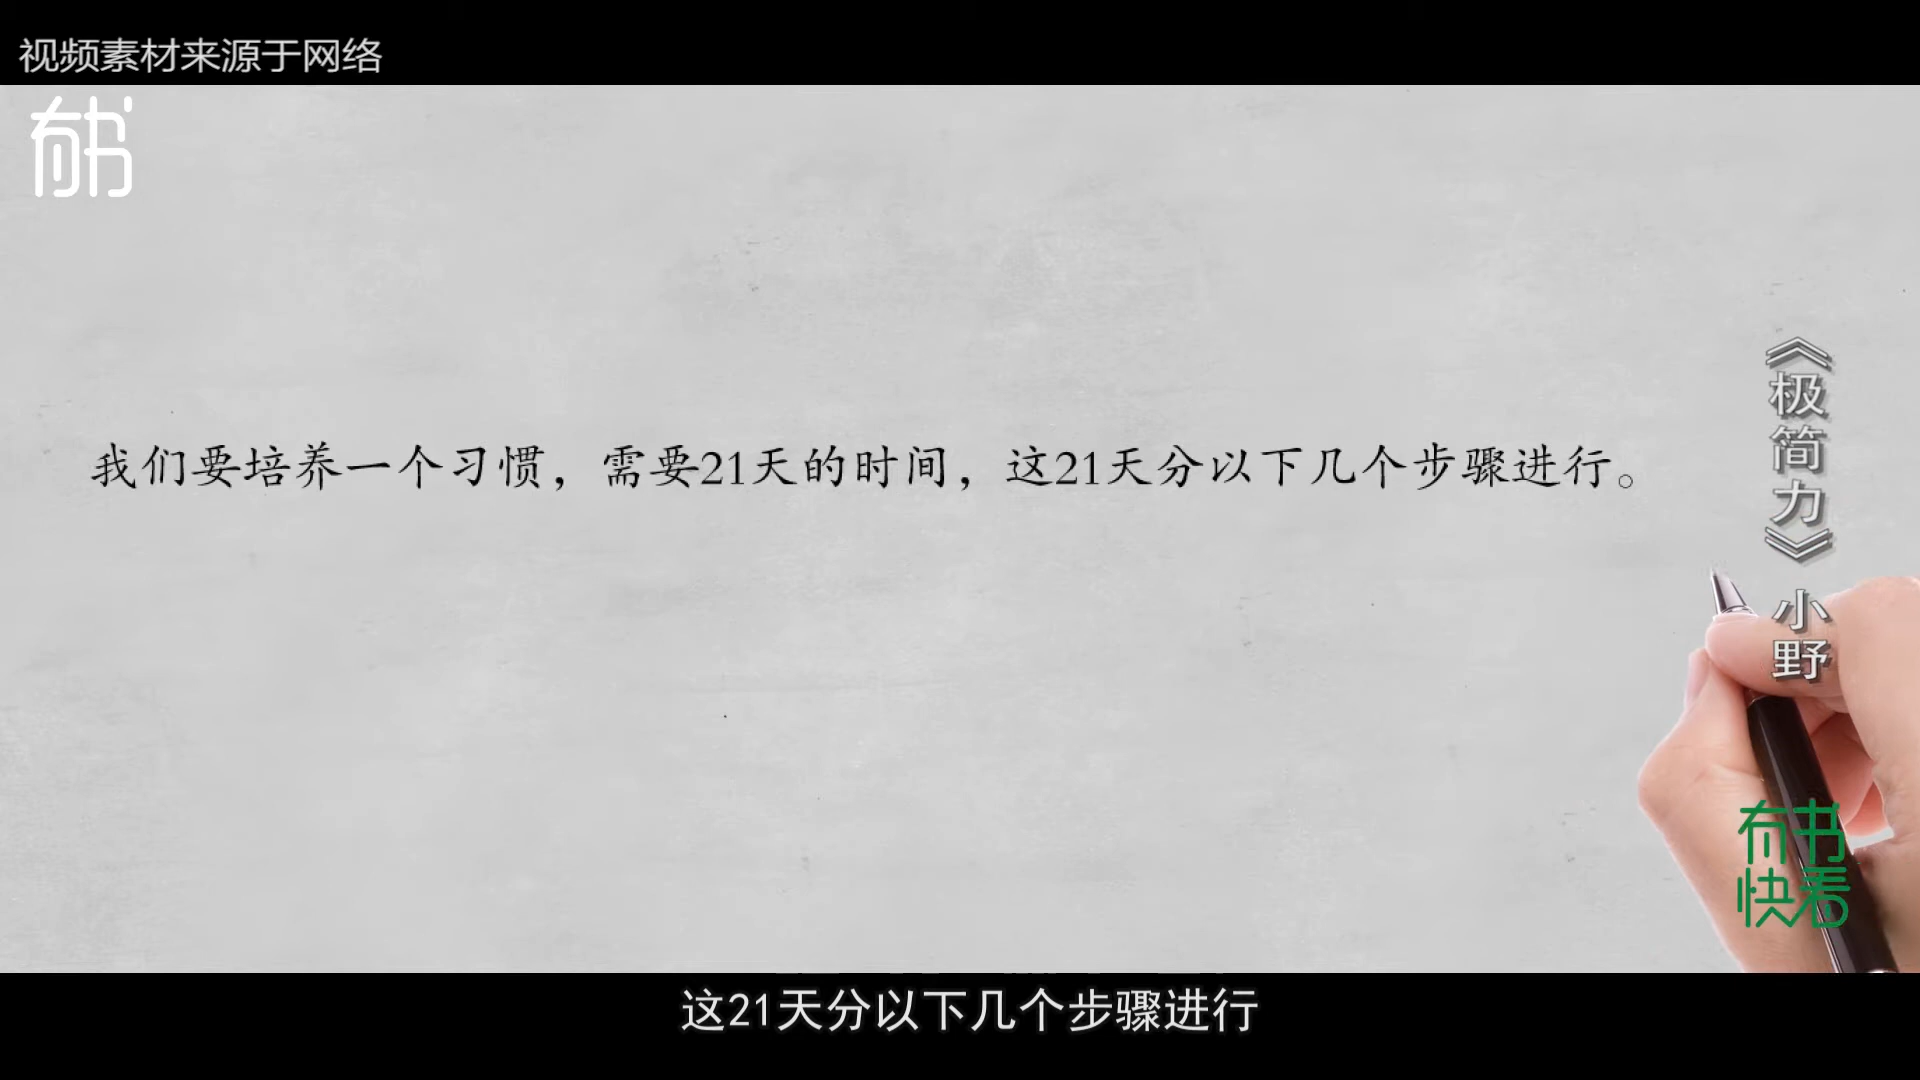 视频素材来源于网络
有书
我们要培养一个习惯，需要21天的时间，这21天分以下几个步骤进行。
《极简力》 小野
有书
快看
这21天分以下几个步骤进行